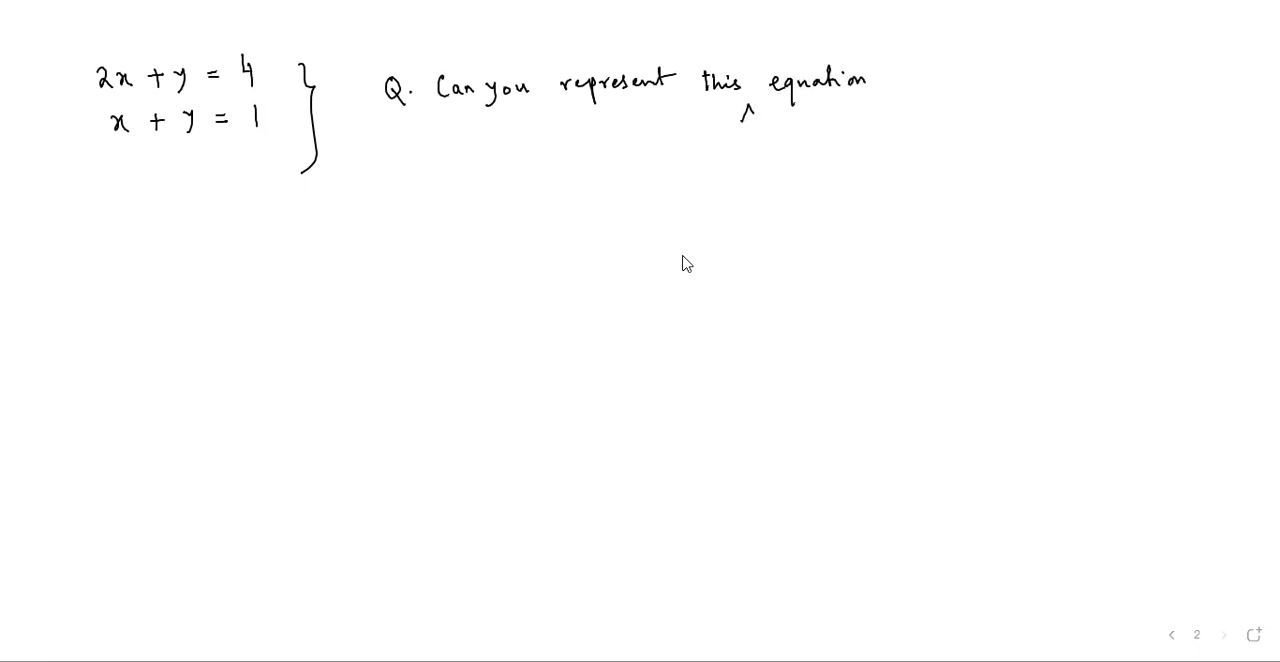 2x + y = 4
x + y = 1
Q. Can you represent this equation
^
2